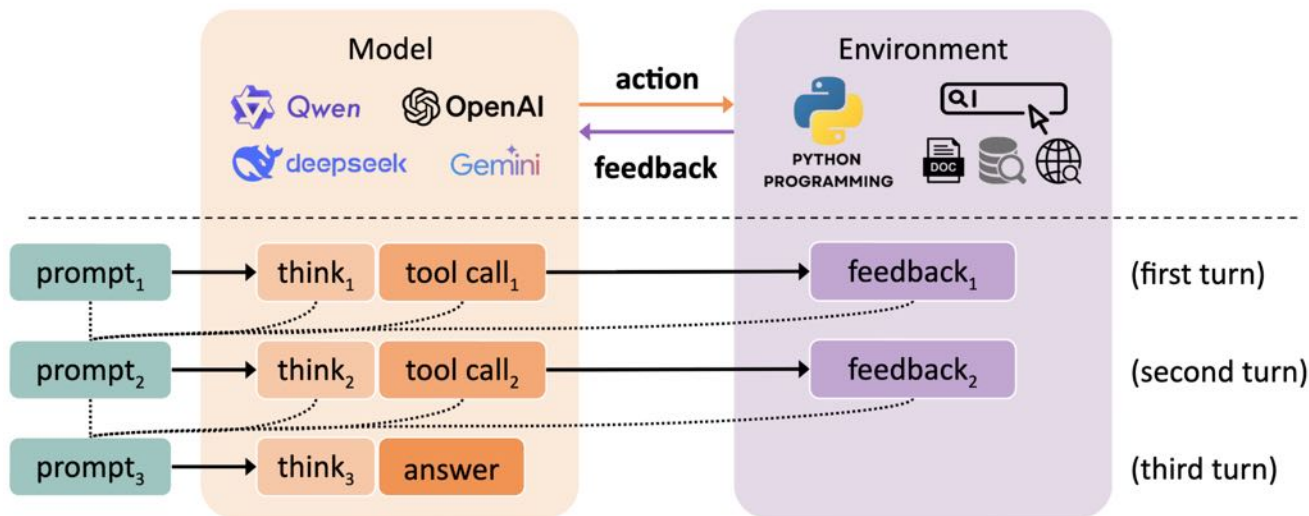 Model
Environment
Qwen
OpenAI
deepseek
Gemini
action
feedback
PYTHON
PROGRAMMING
DOC
prompt₁
think₁
tool call₁
feedback₁
(first turn)
prompt₂
think₂
tool call₂
feedback₂
(second turn)
prompt₃
think₃
answer
(third turn)